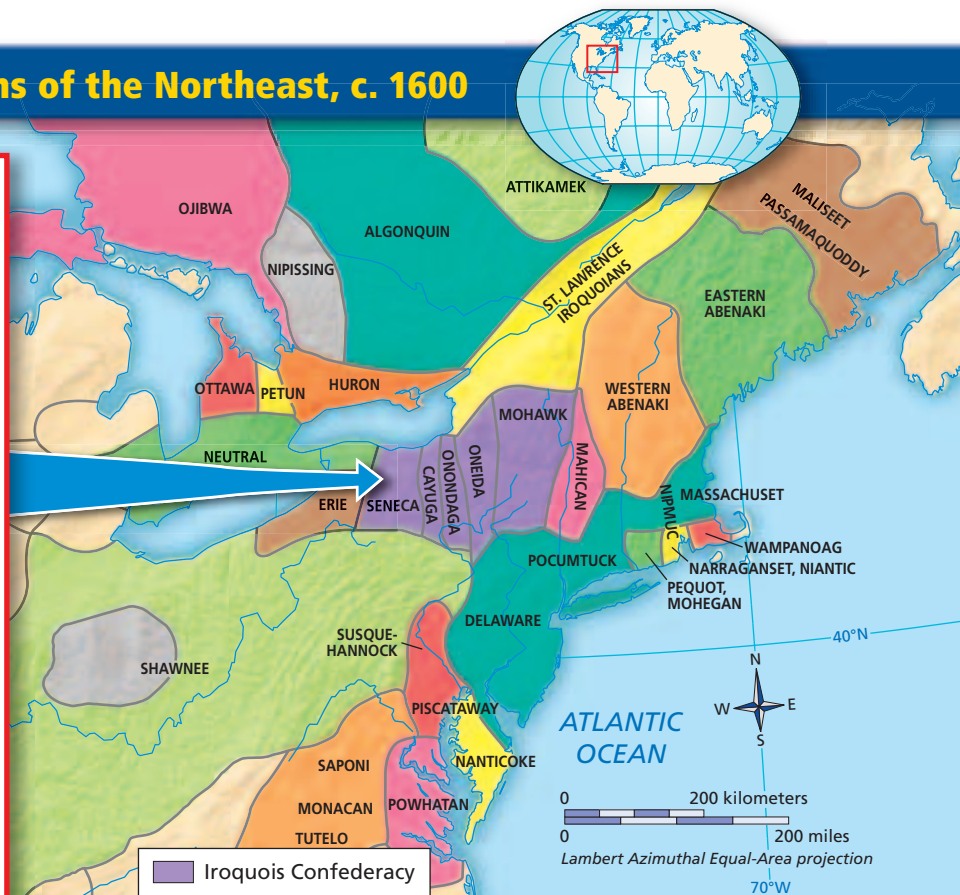 ns of the Northeast, c. 1600
ATTIKAMEK
OJIBWA
ALGONQUIN
MALISEET
PASSAMAQUODDY
NIPISSING
ST. LAWRENCE
IROQUOIANS
EASTERN
ABENAKI
OTTAWA
PETUN
HURON
WESTERN
ABENAKI
MOHAWK
NEUTRAL
ONEIDA
ONONDAGA
CAYUGA
MAHICAN
ERIE
SENECA
NIPMUC
MASSACHUSET
WAMPANOAG
POCUMTUCK
NARRAGANSET, NIANTIC
PEQUOT,
MOHEGAN
DELAWARE
SUSQUE-
HANNOCK
40°N
SHAWNEE
N
W
E
S
PISCATAWAY
ATLANTIC
OCEAN
NANTICOKE
SAPONI
MONACAN
TUTELO
POWHATAN
0 200 kilometers
0 200 miles
Lambert Azimuthal Equal-Area projection
Iroquois Confederacy
70°W